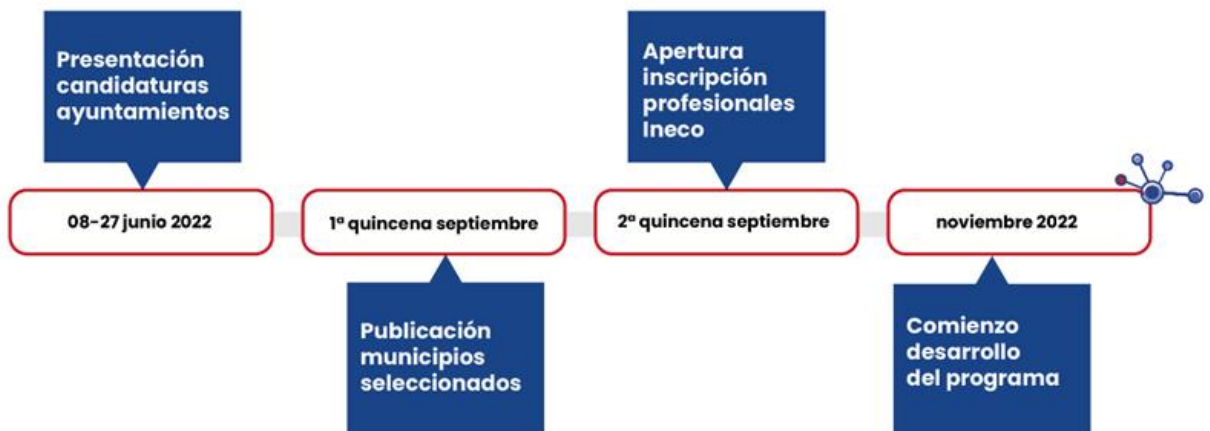 Presentación
candidaturas
ayuntamientos
08-27 junio 2022
1ª quincena septiembre
Publicación
municipios
seleccionados
Apertura
inscripción
profesionales
Ineco
2ª quincena septiembre
noviembre 2022
Comienzo
desarrollo
del programa